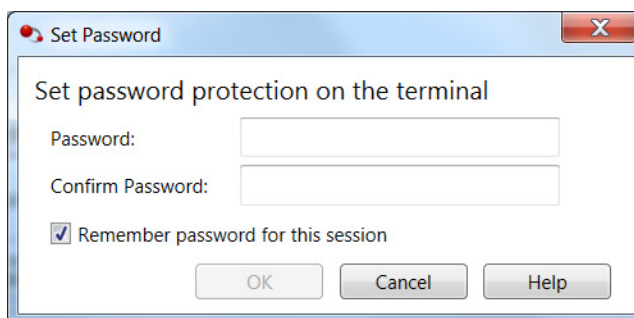 Set Password
X
Set password protection on the terminal
Password:
Confirm Password:
Remember password for this session
OK Cancel Help